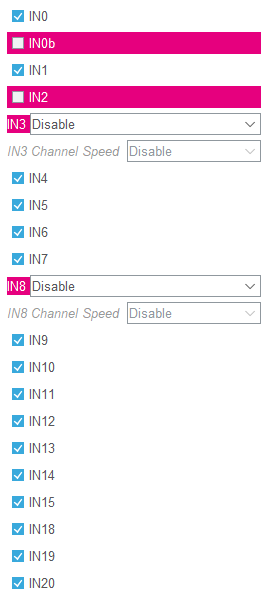 IN0
IN0b
IN1
IN2
IN3 Disable
IN3 Channel Speed Disable
IN4
IN5
IN6
IN7
IN8 Disable
IN8 Channel Speed Disable
IN9
IN10
IN11
IN12
IN13
IN14
IN15
IN18
IN19
IN20